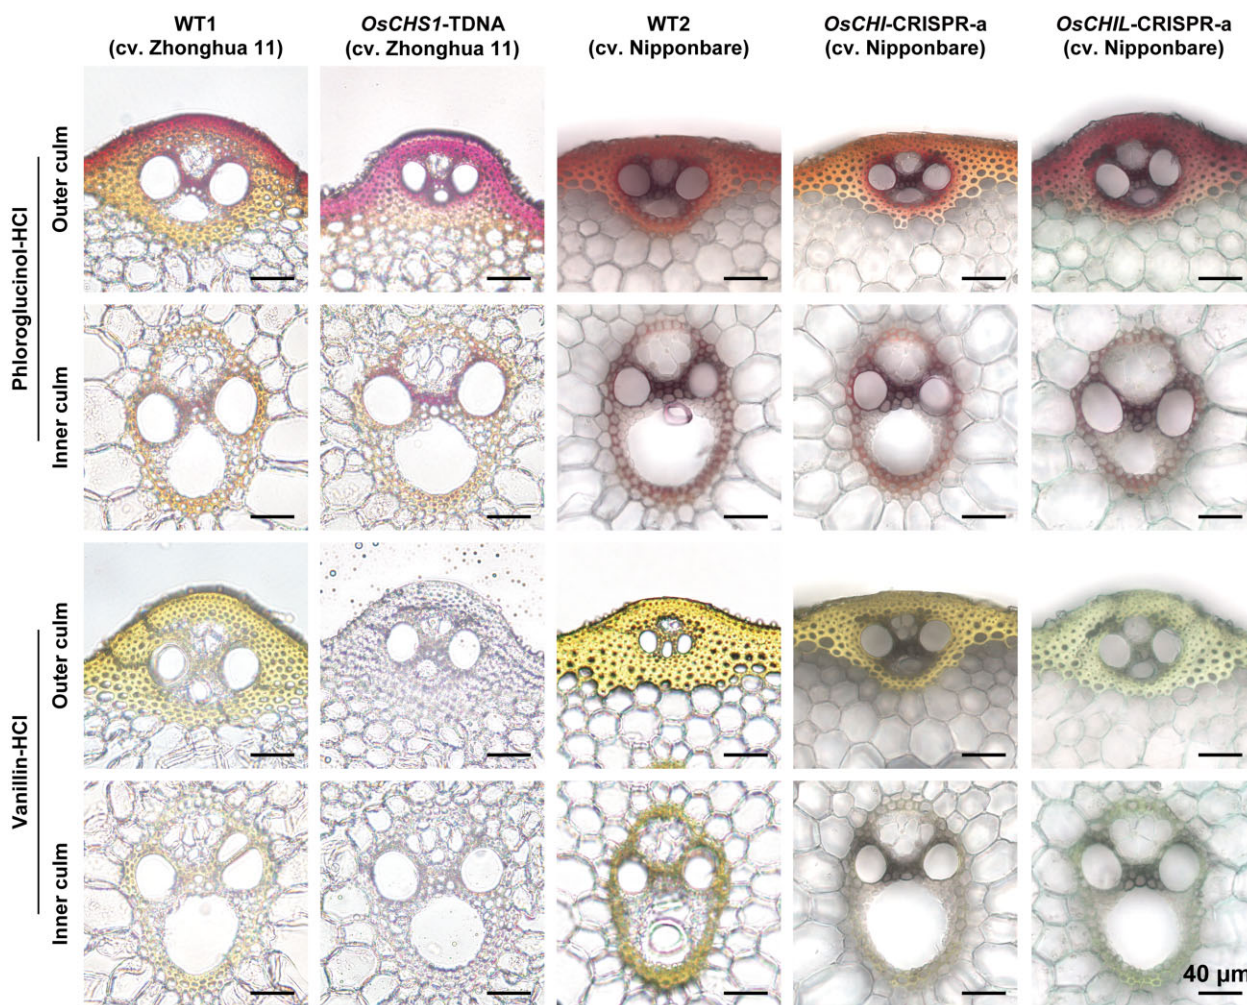 WT1
(cv. Zhonghua 11)
OsCHS1-TDNA
(cv. Zhonghua 11)
WT2
(cv. Nipponbare)
OsCHI-CRISPR-a
(cv. Nipponbare)
OsCHIL-CRISPR-a
(cv. Nipponbare)
Phloroglucinol-HCl
Outer culm
Inner culm
Vanillin-HCl
Outer culm
Inner culm
40 µm